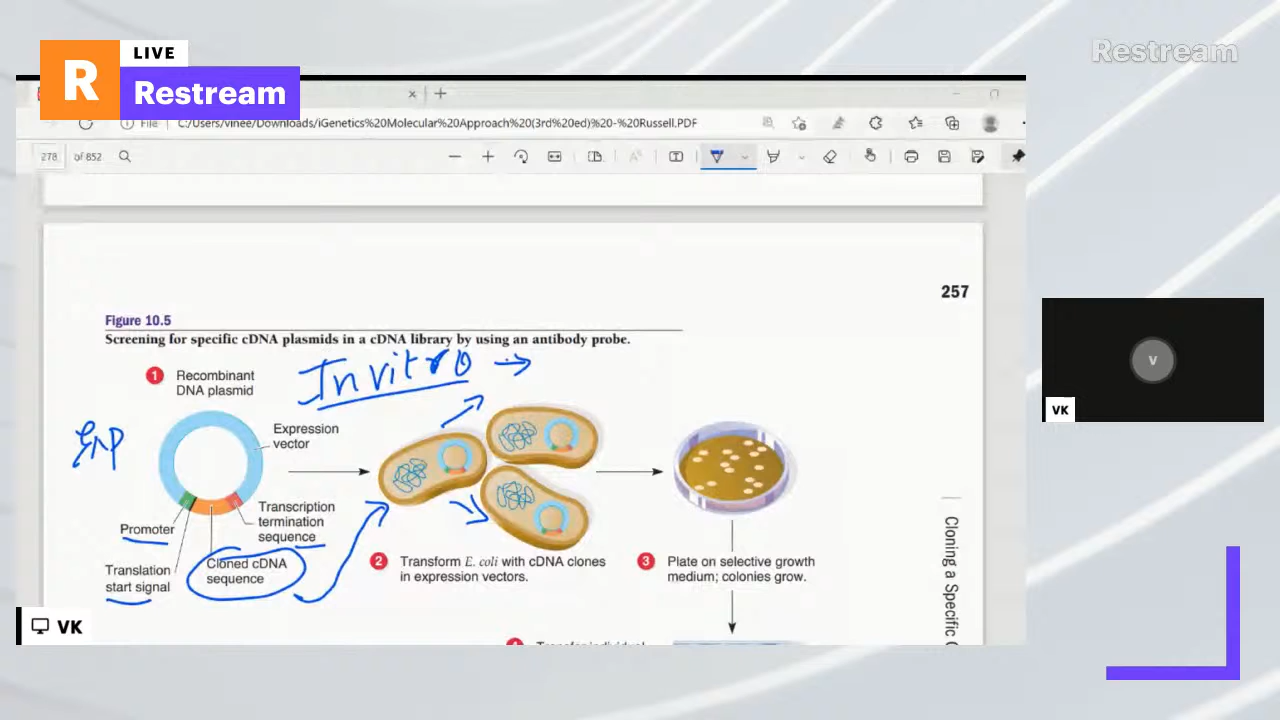 R
LIVE
Restream
Restream
File C:/Users/vinee/Downloads/iGenetics%20Molecular%20Approach%20(3rd%20ed)%20-%20Russell.PDF
278 of 852
257
Figure 10.5
Screening for specific cDNA plasmids in a cDNA library by using an antibody probe.
In vitro →
1 Recombinant
DNA plasmid
Expression
vector
Promoter
Transcription
termination
sequence
Translation
start signal
Cloned cDNA
sequence
2 Transform E. coli with cDNA clones
in expression vectors.
3 Plate on selective growth
medium; colonies grow.
Cloning a Specific
V
VK
VK